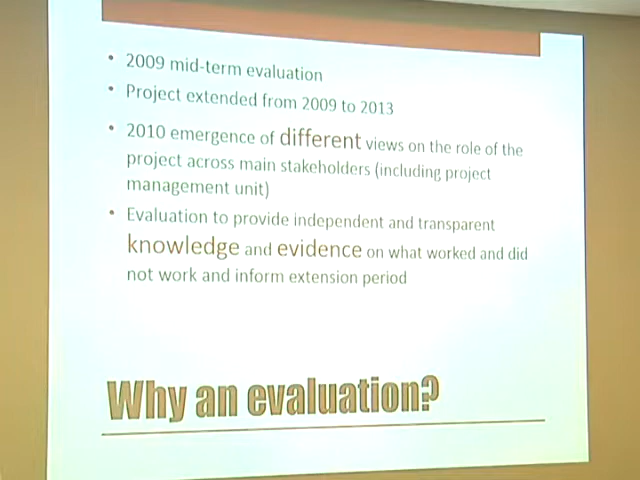 • 2009 mid-term evaluation
• Project extended from 2009 to 2013
• 2010 emergence of different views on the role of the
project across main stakeholders (including project
management unit)
• Evaluation to provide independent and transparent
knowledge and evidence on what worked and did
not work and inform extension period
Why an evaluation?